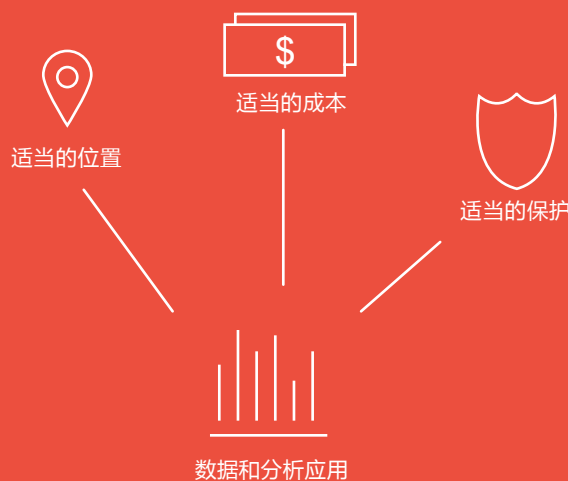 $
适当的成本
适当的位置
适当的保护
数据和分析应用